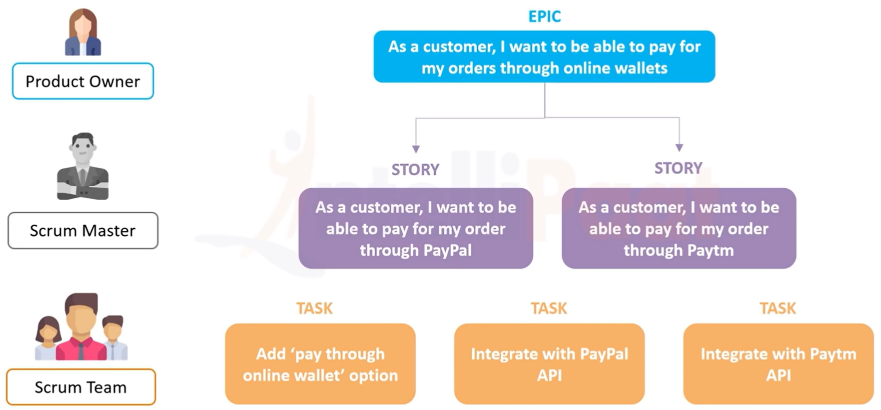 EPIC
As a customer, I want to be able to pay for
my orders through online wallets
Product Owner
STORY
STORY
As a customer, I want to be
able to pay for my order
through PayPal
As a customer, I want to be
able to pay for my order
through Paytm
Scrum Master
TASK
TASK
TASK
Add ‘pay through
online wallet’ option
Integrate with PayPal
API
Integrate with Paytm
API
Scrum Team